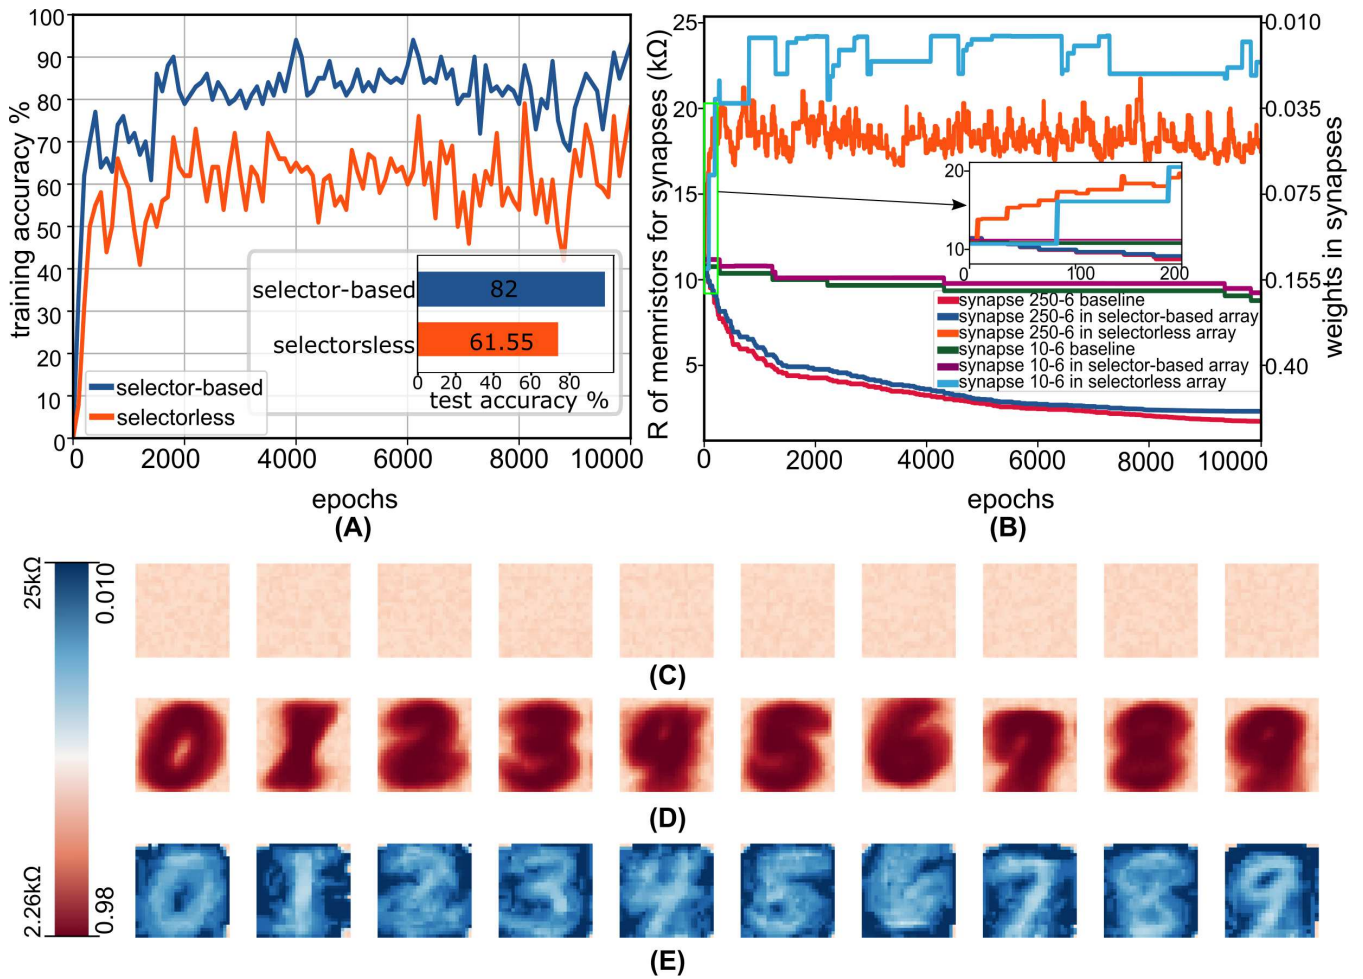 100
90
80
70
60
50
40
30
20
10
0
training accuracy %
selector-based
82
selectorsless
61.55
0 20 40 60 80
test accuracy %
selector-based
selectorless
0 2000 4000 6000 8000 10000
epochs
(A)
25
20
15
10
5
R of memristors for synapses (kΩ)
0.010
0.035
0.075
0.155
0.40
weights in synapses
20
10
0 100 200
synapse 250-6 baseline
synapse 250-6 in selector-based array
synapse 250-6 in selectorless array
synapse 10-6 baseline
synapse 10-6 in selector-based array
synapse 10-6 in selectorless array
0 2000 4000 6000 8000 10000
epochs
(B)
25kΩ
0.010
2.26kΩ
0.98
(C)
(D)
(E)